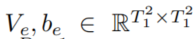 V_e, b_e ∈ ℝ^{T_1^2 × T_1^2}